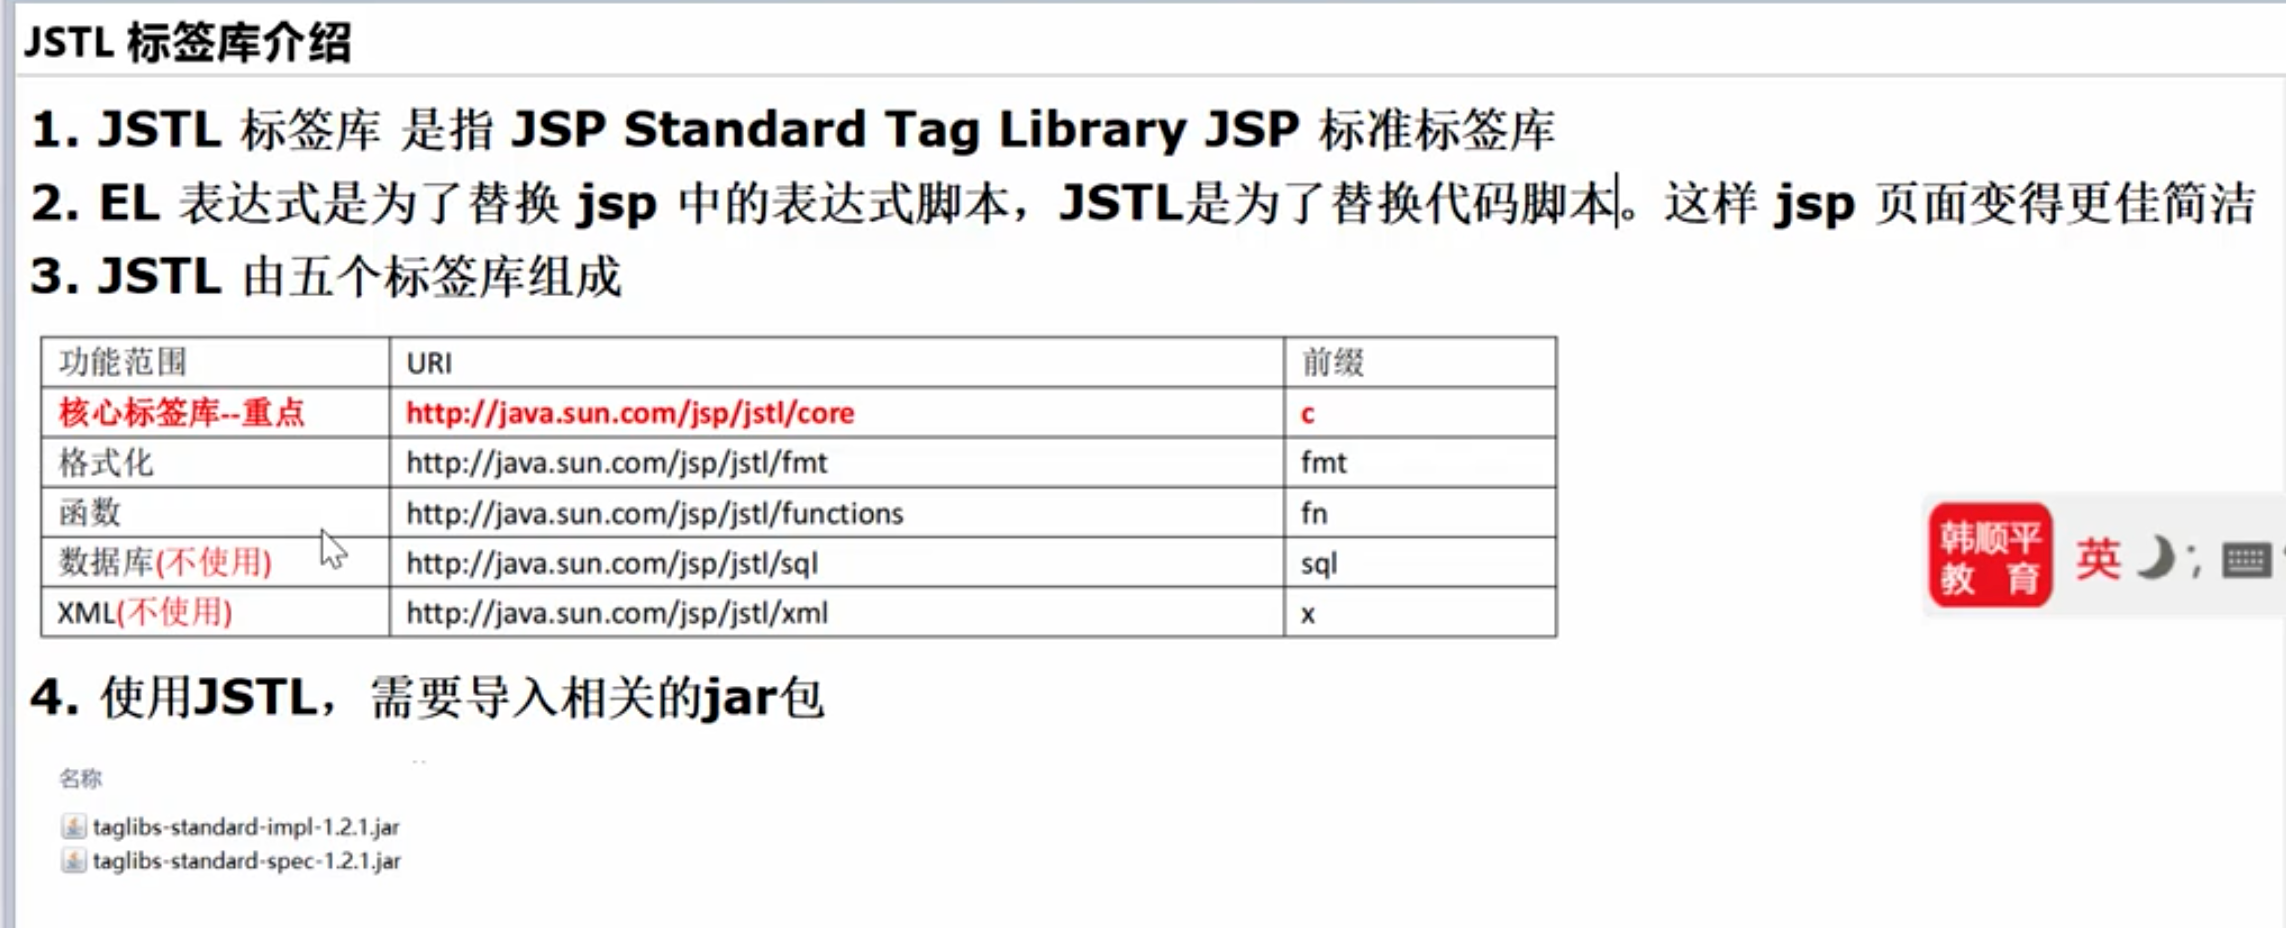 JSTL 标签库介绍
1. JSTL 标签库 是指 JSP Standard Tag Library JSP 标准标签库
2. EL 表达式是为了替换 jsp 中的表达式脚本，JSTL是为了替换代码脚本。这样 jsp 页面变得更佳简洁
3. JSTL 由五个标签库组成
功能范围 URI 前缀
核心标签库--重点 http://java.sun.com/jsp/jstl/core c
格式化 http://java.sun.com/jsp/jstl/fmt fmt
函数 http://java.sun.com/jsp/jstl/functions fn
数据库(不使用) http://java.sun.com/jsp/jstl/sql sql
XML(不使用) http://java.sun.com/jsp/jstl/xml x
韩顺平
教 育
英
4. 使用JSTL，需要导入相关的jar包
名称
taglibs-standard-impl-1.2.1.jar
taglibs-standard-spec-1.2.1.jar